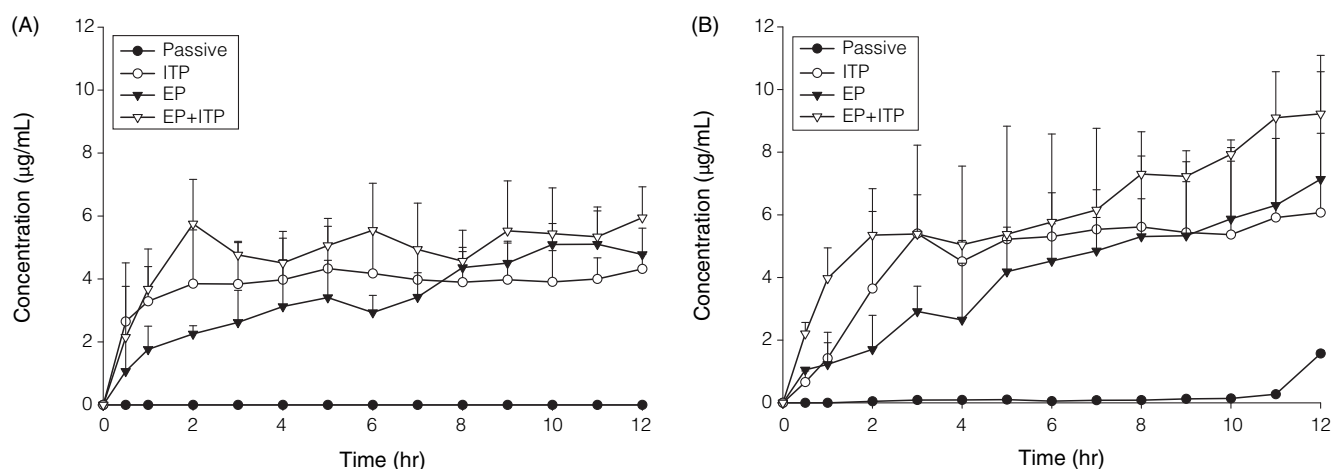 (A)
12
10
8
6
4
2
0
Concentration (µg/mL)
Passive
ITP
EP
EP+ITP
0 2 4 6 8 10 12
Time (hr)
(B)
12
10
8
6
4
2
0
Concentration (µg/mL)
Passive
ITP
EP
EP+ITP
0 2 4 6 8 10 12
Time (hr)